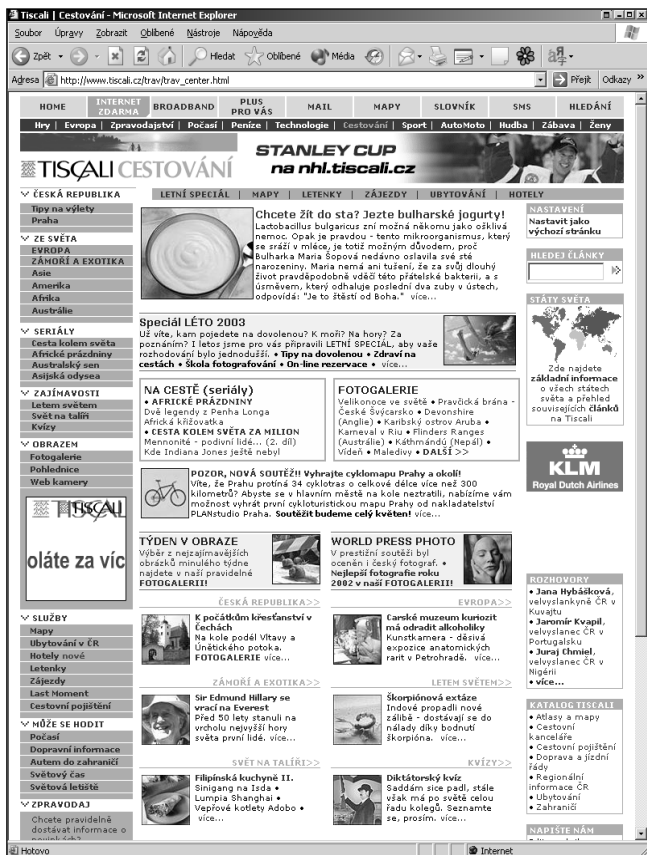 Tiscali | Cestování - Microsoft Internet Explorer
Soubor Úpravy Zobrazit Oblíbené Nástroje Nápověda
Zpět Hledat Oblíbené Média
Adresa http://www.tiscali.cz/trav/trav_center.html Přejít Odkazy »
HOME INTERNET ZDARMA BROADBAND PLUS PRO VÁS MAIL MAPY SLOVNÍK SMS HLEDÁNÍ
Hry | Evropa | Zpravodajství | Počasí | Peníze | Technologie | Cestování | Sport | AutoMoto | Hudba | Zábava | Ženy
TISCALI CESTOVÁNÍ
STANLEY CUP
na nhl.tiscali.cz
LETNÍ SPECIÁL | MAPY | LETENKY | ZÁJEZDY | UBYTOVÁNÍ | HOTELY
ČESKÁ REPUBLIKA
Tipy na výlety
Praha
ZE SVĚTA
EVROPA
ZÁMOŘÍ A EXOTIKA
Asie
Amerika
Afrika
Austrálie
SERIÁLY
Cesta kolem světa
Africké prázdniny
Australský sen
Asijská odysea
ZAJÍMAVOSTI
Letem světem
Svět na talíři
Kvízy
OBRAZEM
Fotogalerie
Pohlednice
Web kamery
TISCALI
oláte za víc
SLUŽBY
Mapy
Ubytování v ČR
Hotely nové
Letenky
Zájezdy
Last Moment
Cestovní pojištění
MŮŽE SE HODIT
Počasí
Dopravní informace
Autem do zahraničí
Světový čas
Světová letiště
ZPRAVODAJ
Chcete pravidelně
dostávat informace o
novinkách?
Chcete žít do sta? Jezte bulharské jogurty!
Lactobacillus bulgaricus zní možná někomu jako ošklivá
nemoc. Opak je pravdou - tento mikroorganismus, který
se sráží v mléce, je totiž možným důvodem, proč
Bulharka Maria Šopová nedávno oslavila své sté
narozeniny. Maria nemá ani tušení, že za svůj dlouhý
život pravděpodobně vděčí této přátelské bakterii, a s
úsměvem, který odhaluje poslední dva zuby v ústech,
odpovídá: "Je to štěstí od Boha." více...
Speciál LÉTO 2003
Už víte, kam pojedete na dovolenou? K moři? Na hory? Za
poznáním? I letos jsme pro vás připravili LETNÍ SPECIÁL, aby vaše
rozhodování bylo jednodušší. • Tipy na dovolenou • Zdraví na
cestách • Škola fotografování • On-line rezervace • více...
NA CESTĚ (seriály)
• AFRICKÉ PRÁZDNINY
Dvě legendy z Penha Longa
Africká křižovatka
• CESTA KOLEM SVĚTA ZA MILION
Mennonité - podivní lidé... (2. díl)
Kde Indiana Jones ještě nebyl
FOTOGALERIE
Velikonoce ve světě • Pravčická brána -
České Švýcarsko • Devonshire
(Anglie) • Karibský ostrov Aruba •
Karneval v Riu • Flinders Ranges
(Austrálie) • Káthmándú (Nepál) •
Vídeň • Maledivy • DALŠÍ >>
POZOR, NOVÁ SOUTĚŽ!! Vyhrajte cyklomapu Prahy a okolí!
Víte, že Prahu protíná 34 cyklotras o celkové délce více než 300
kilometrů? Abyste se v hlavním městě na kole neztratili, nabízíme vám
možnost vyhrát první cykloturistickou mapu Prahy od nakladatelství
PLANstudio Praha. Soutěžit budeme celý květen! více...
TÝDEN V OBRAZE
Výběr z nejzajímavějších
obrázků minulého týdne
najdete v naší pravidelné
FOTOGALERII!
WORLD PRESS PHOTO
V prestižní soutěži byl
oceněn i český fotograf. •
Nejlepší fotografie roku
2002 v naší FOTOGALERII!
ČESKÁ REPUBLIKA>>
K počátkům křesťanství v
Čechách
Na kole podél Vltavy a
Únětického potoka.
FOTOGALERIE více...
EVROPA>>
Carské muzeum kuriozit
má odradit alkoholiky
Kunstkamera - děsivá
expozice anatomických
rarit v Petrohradě. více...
ZÁMOŘÍ A EXOTIKA>>
Sir Edmund Hillary se
vrací na Everest
Před 50 lety stanuli na
vrcholu nejvyšší hory
světa první lidé. více...
LETEM SVĚTEM>>
Škorpiónová extáze
Indové propadli nové
zálibě - dostávají se do
nálady díky bodnutí
škorpióna. více...
SVĚT NA TALÍŘI>>
Filipínská kuchyně II.
Sinigang na Isda •
Lumpia Shanghai •
Vepřové kotlety Adobo •
více...
KVÍZY>>
Diktátorský kvíz
Saddám sice padl, stále
však má po světě celou
řadu kolegů. Seznamte
se, prosím. více...
NASTAVENÍ
Nastavit jako
výchozí stránku
HLEDEJ ČLÁNKY
STÁTY SVĚTA
Zde najdete
základní informace
o všech státech
světa a přehled
souvisejících článků
na Tiscali
KLM
Royal Dutch Airlines
ROZHOVORY
• Jana Hybášková,
velvyslankyně ČR v
Kuvajtu
• Jaromír Kvapil,
velvyslanec ČR v
Portugalsku
• Juraj Chmiel,
velvyslanec ČR v
Nigérii
• více...
KATALOG TISCALI
• Atlasy a mapy
• Cestovní
kanceláře
• Cestovní pojištění
• Doprava a jízdní
řády
• Regionální
informace ČR
• Ubytování
• Zahraničí
NAPIŠTE NÁM
Hotovo Internet